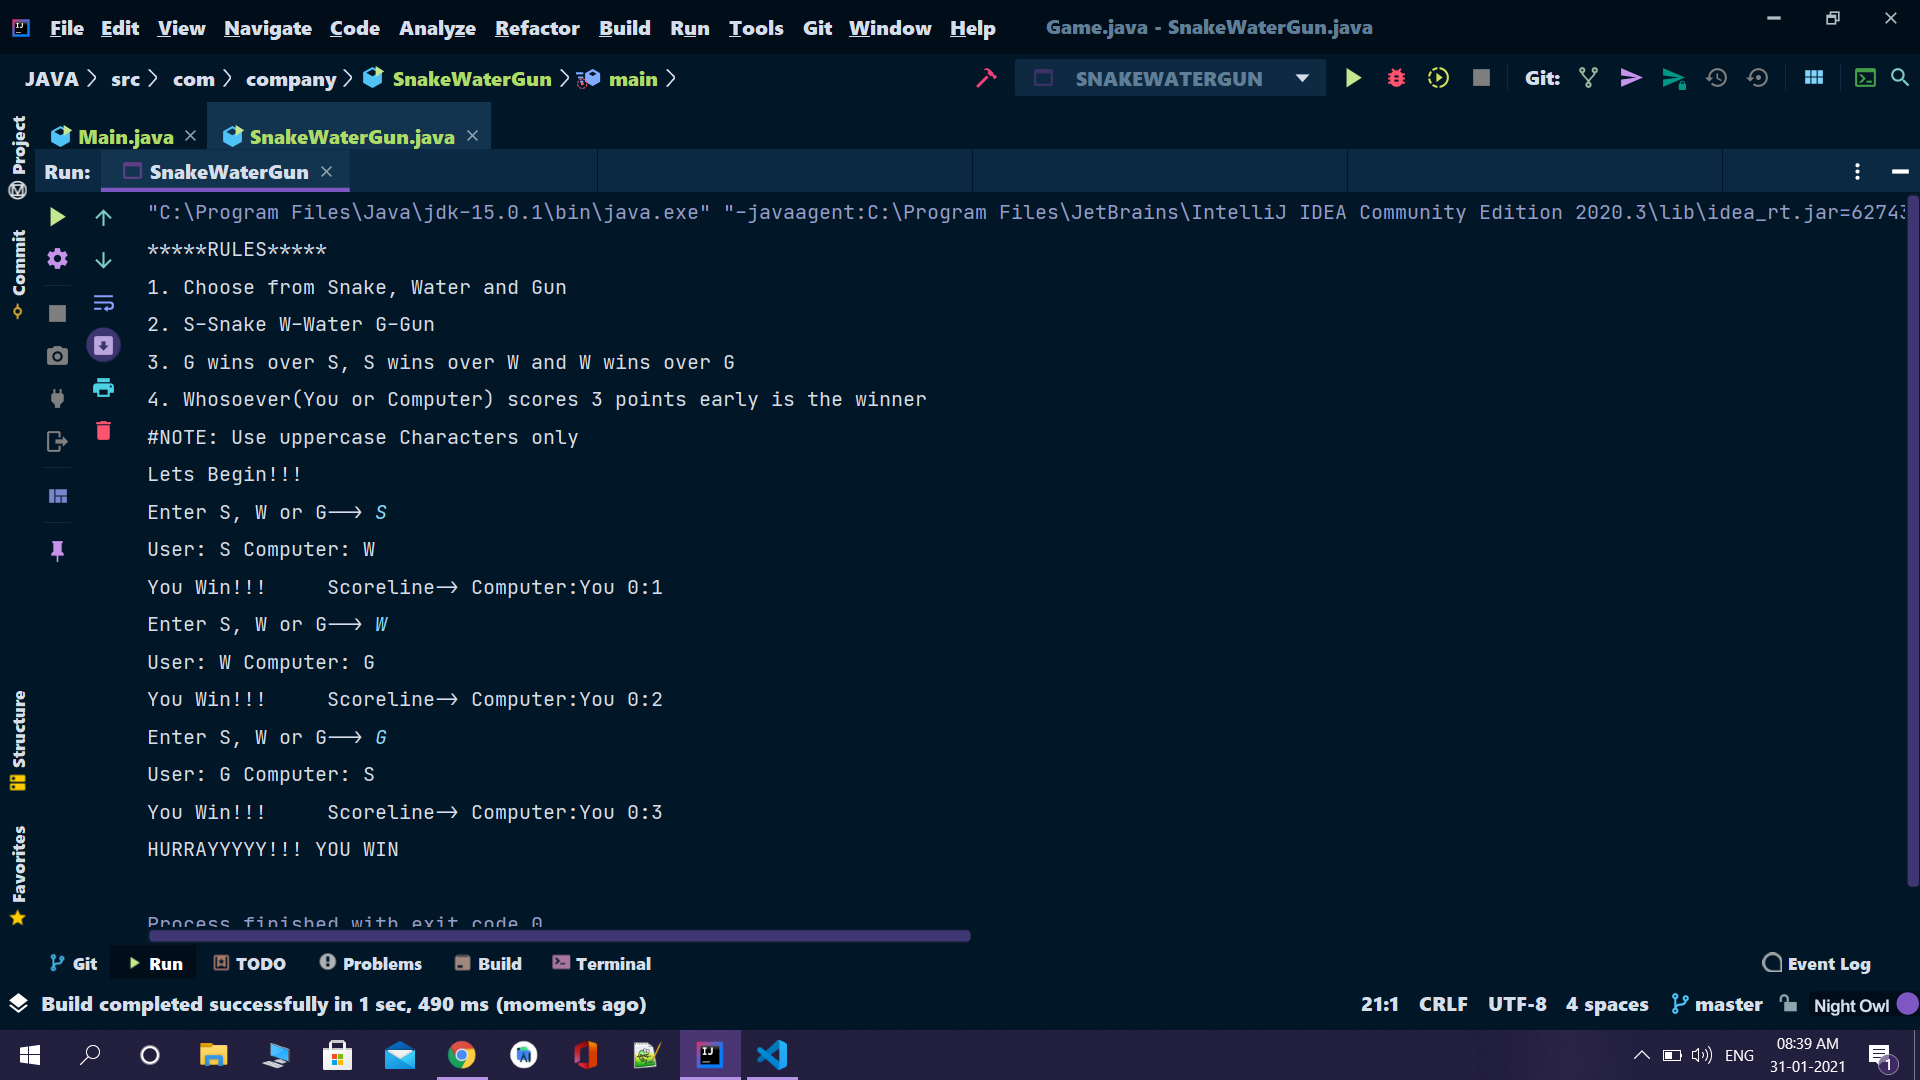 File Edit View Navigate Code Analyze Refactor Build Run Tools Git Window Help Game.java - SnakeWaterGun.java
JAVA src com company SnakeWaterGun main SNAKEWATERGUN Git:
Main.java SnakeWaterGun.java
Run: SnakeWaterGun
Project
Commit
Structure
Favorites
"C:\Program Files\Java\jdk-15.0.1\bin\java.exe" "-javaagent:C:\Program Files\JetBrains\IntelliJ IDEA Community Edition 2020.3\lib\idea_rt.jar=62743
*****RULES*****
1. Choose from Snake, Water and Gun
2. S-Snake W-Water G-Gun
3. G wins over S, S wins over W and W wins over G
4. Whosoever(You or Computer) scores 3 points early is the winner
#NOTE: Use uppercase Characters only
Lets Begin!!!
Enter S, W or G--> S
User: S Computer: W
You Win!!! Scoreline-> Computer:You 0:1
Enter S, W or G--> W
User: W Computer: G
You Win!!! Scoreline-> Computer:You 0:2
Enter S, W or G--> G
User: G Computer: S
You Win!!! Scoreline-> Computer:You 0:3
HURRAYYYYY!!! YOU WIN
Process finished with exit code 0
Git Run TODO Problems Build Terminal Event Log
Build completed successfully in 1 sec, 490 ms (moments ago) 21:1 CRLF UTF-8 4 spaces master Night Owl
ENG 08:39 AM
31-01-2021
1